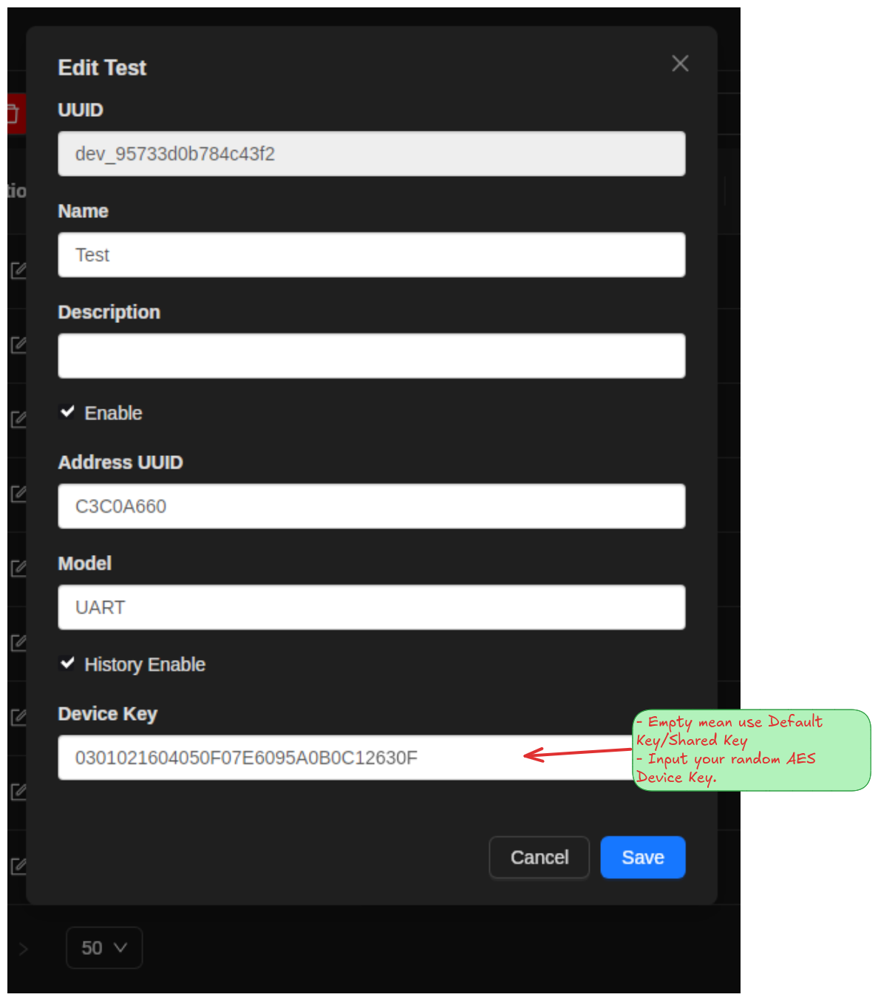 Edit Test
UUID
dev_95733d0b784c43f2
tio
Name
Test
Description
Enable
Address UUID
C3C0A660
Model
UART
History Enable
Device Key
0301021604050F07E6095A0B0C12630F
- Empty mean use Default
Key/Shared Key
- Input your random AES
Device Key.
Cancel
Save
50